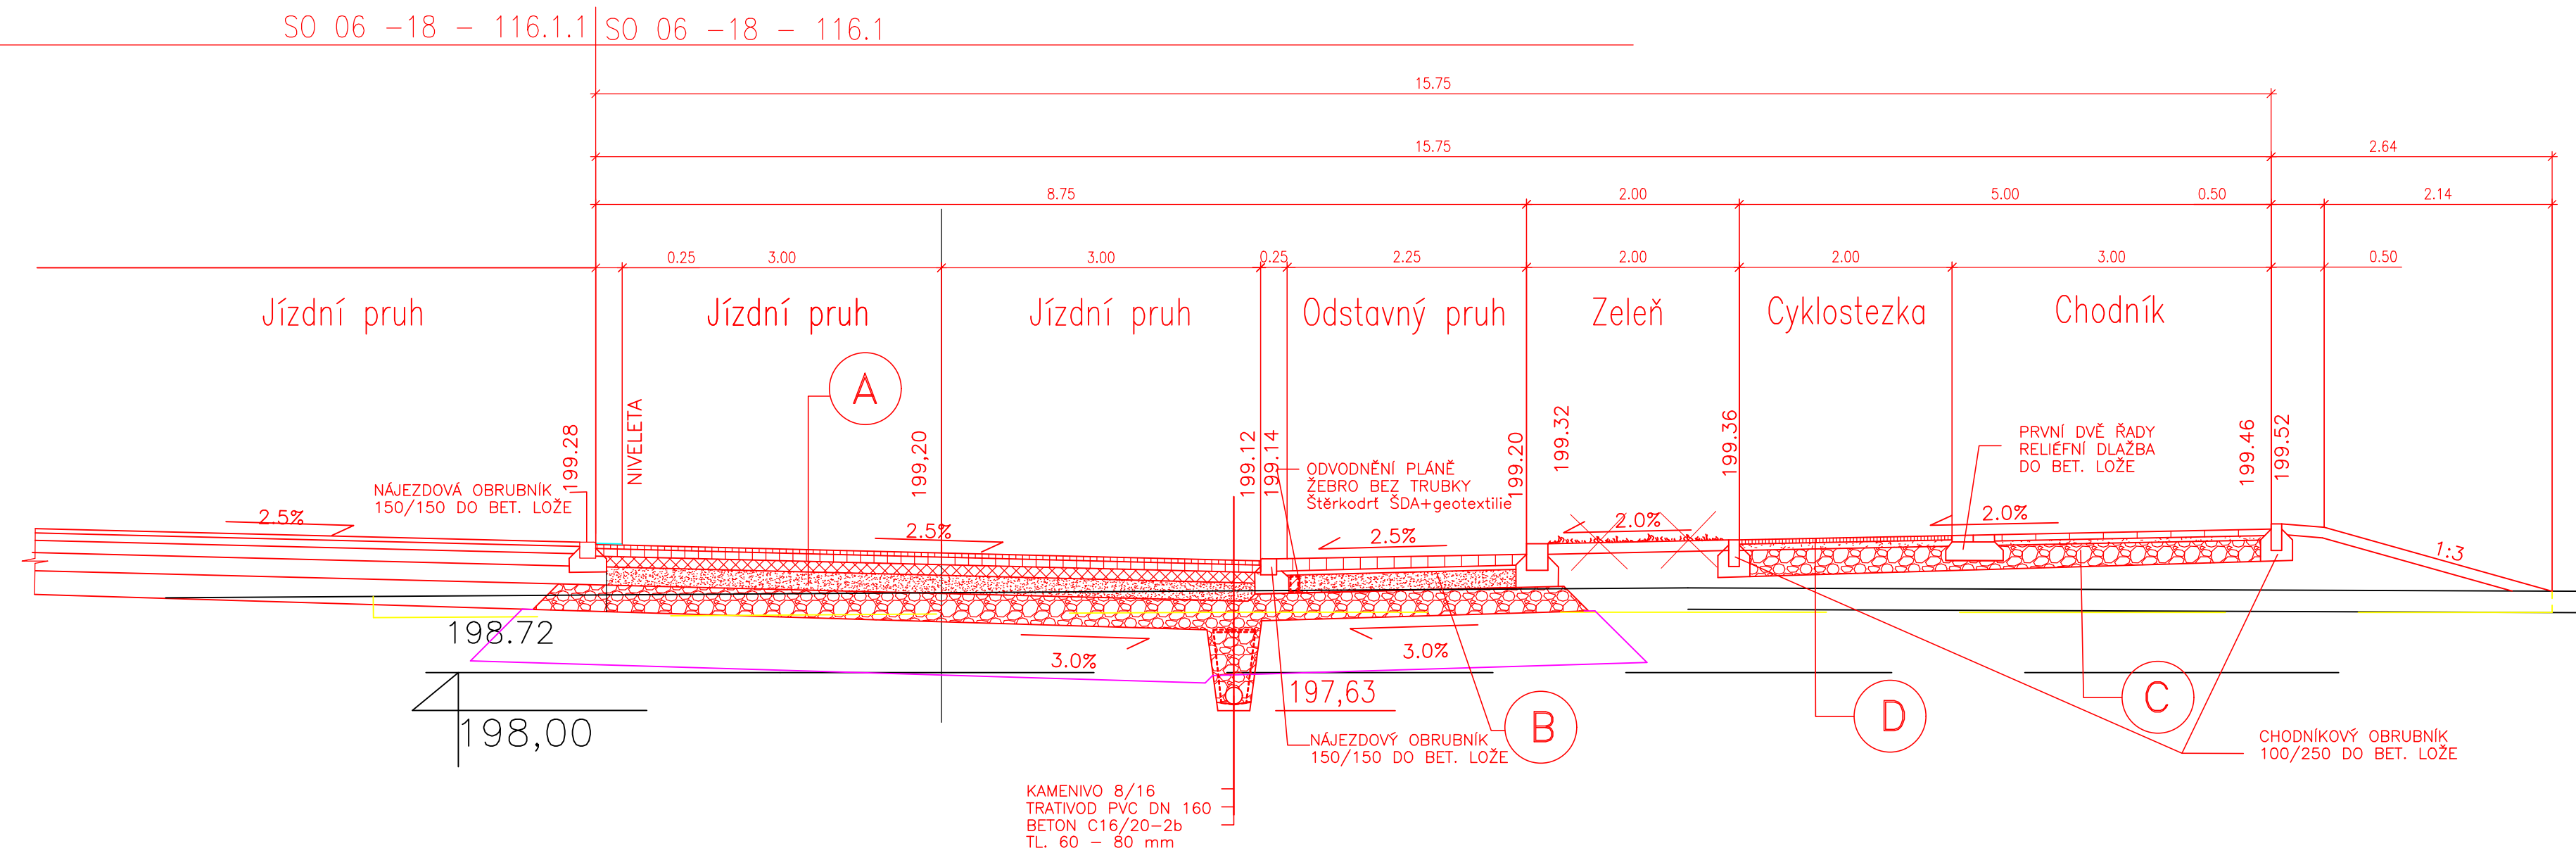 SO 06 -18 - 116.1.1
SO 06 -18 - 116.1
15.75
15.75
2.64
8.75
2.00
5.00
0.50
2.14
0.25
3.00
3.00
0.25
2.25
2.00
2.00
3.00
0.50
Jízdní pruh
Jízdní pruh
Jízdní pruh
Odstavný pruh
Zeleň
Cyklostezka
Chodník
A
199.28
NIVELETA
199,20
199.12
199.14
199.20
199.32
199.36
199.46
199.52
NÁJEZDOVÁ OBRUBNÍK
150/150 DO BET. LOŽE
ODVODNĚNÍ PLÁNĚ
ŽEBRO BEZ TRUBKY
Štěrkodrť ŠDA+geotextilie
PRVNÍ DVĚ ŘADY
RELIÉFNÍ DLAŽBA
DO BET. LOŽE
2.5%
2.5%
2.5%
2.0%
2.0%
1:3
198.72
3.0%
3.0%
197,63
198,00
B
D
C
NÁJEZDOVÝ OBRUBNÍK
150/150 DO BET. LOŽE
CHODNÍKOVÝ OBRUBNÍK
100/250 DO BET. LOŽE
KAMENIVO 8/16
TRATIVOD PVC DN 160
BETON C16/20-2b
TL. 60 - 80 mm